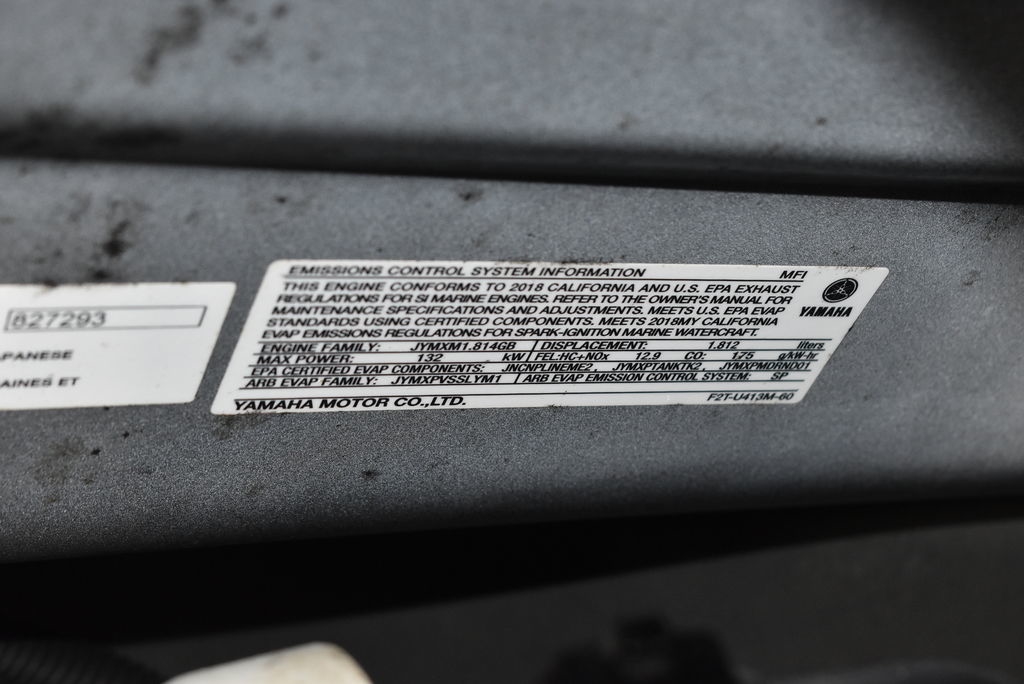 627293
PANESE
AINES ET
EMISSIONS CONTROL SYSTEM INFORMATION MFI
THIS ENGINE CONFORMS TO 2018 CALIFORNIA AND U.S. EPA EXHAUST
REGULATIONS FOR SI MARINE ENGINES. REFER TO THE OWNER'S MANUAL FOR
MAINTENANCE SPECIFICATIONS AND ADJUSTMENTS. MEETS U.S. EPA EVAP
STANDARDS USING CERTIFIED COMPONENTS. MEETS 2018MY CALIFORNIA
EVAP EMISSIONS REGULATIONS FOR SPARK-IGNITION MARINE WATERCRAFT.
YAMAHA
ENGINE FAMILY: JYMXM1.814GB DISPLACEMENT: 1.812 liters
MAX POWER: 132 kW FEL:HC+NOx 12.9 CO: 175 g/kW-hr
EPA CERTIFIED EVAP COMPONENTS: JNCNPLINEME2, JYMXPTANKTK2, JYMXPMDRND01
ARB EVAP FAMILY: JYMXPVSSLYM1 ARB EVAP EMISSION CONTROL SYSTEM: SP
YAMAHA MOTOR CO.,LTD. F2T-U413M-60